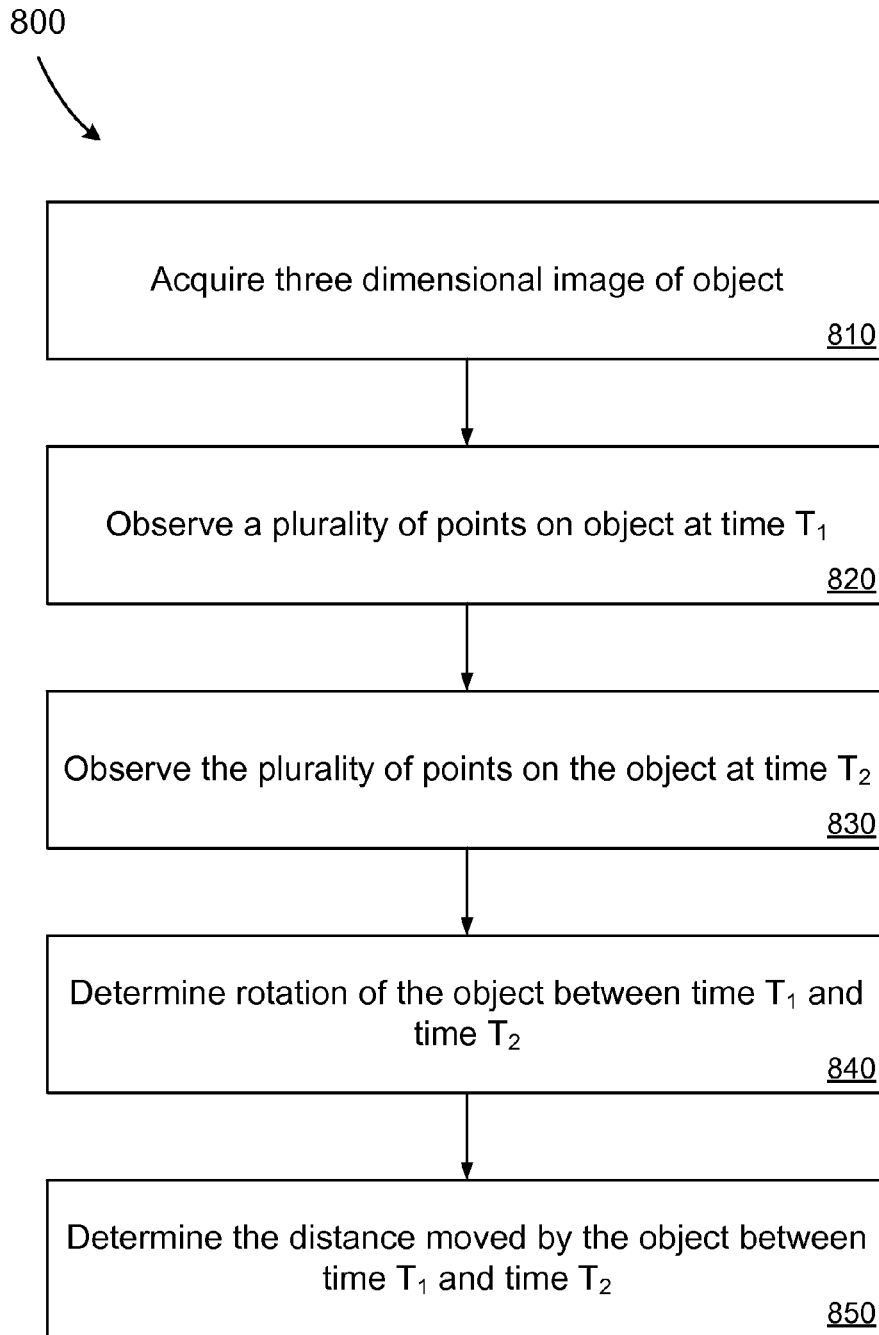 800
Acquire three dimensional image of object
810
Observe a plurality of points on object at time T₁
820
Observe the plurality of points on the object at time T₂
830
Determine rotation of the object between time T₁ and
time T₂
840
Determine the distance moved by the object between
time T₁ and time T₂
850